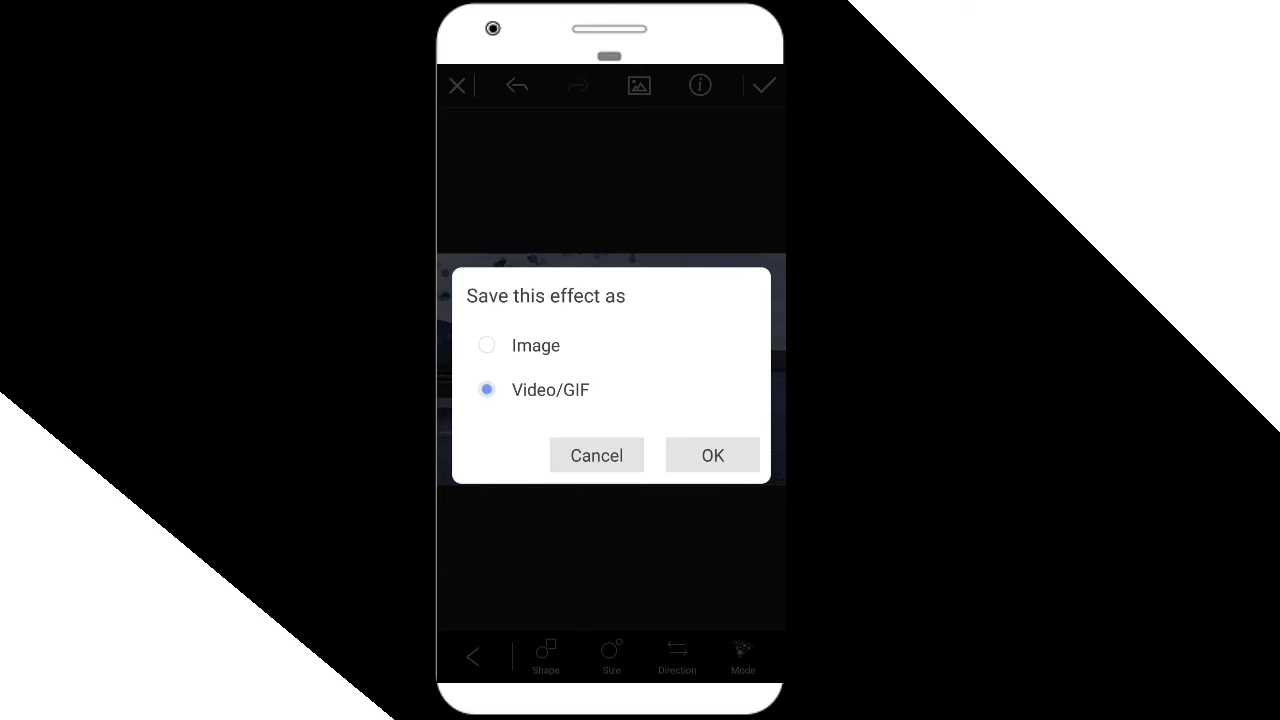 Save this effect as
Image
Video/GIF
Cancel
OK
Shape
Size
Direction
Mode